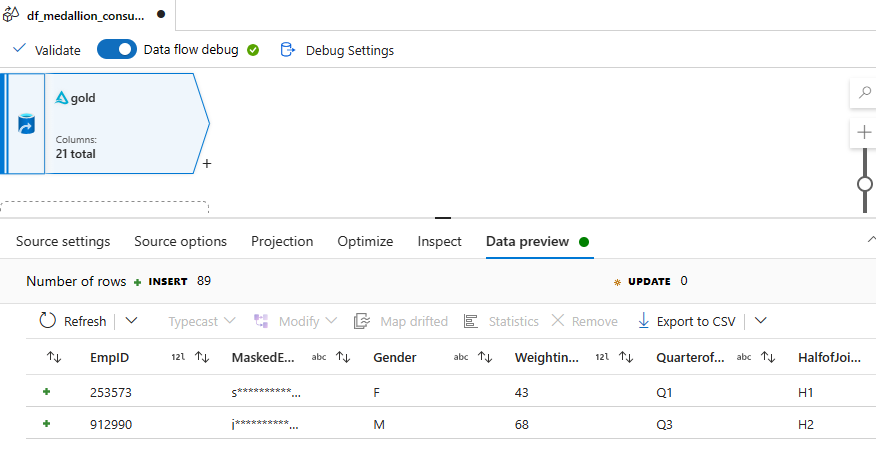 df_medallion_consu...
Validate Data flow debug Debug Settings
gold
Columns:
21 total
Source settings Source options Projection Optimize Inspect Data preview
Number of rows INSERT 89 UPDATE 0
Refresh Typecast Modify Map drifted Statistics Remove Export to CSV
EmpID 12l MaskedE... abc Gender abc Weightin... 12l Quarterof... abc HalfofJoi...
253573 s**********... F 43 Q1 H1
912990 i**********... M 68 Q3 H2